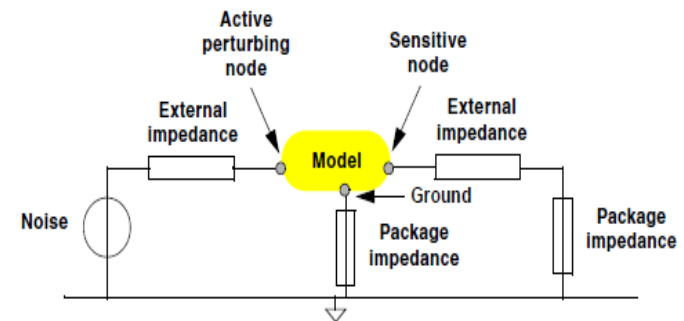 Active
perturbing
node
Sensitive
node
External
impedance
External
impedance
Model
Ground
Noise
Package
impedance
Package
impedance